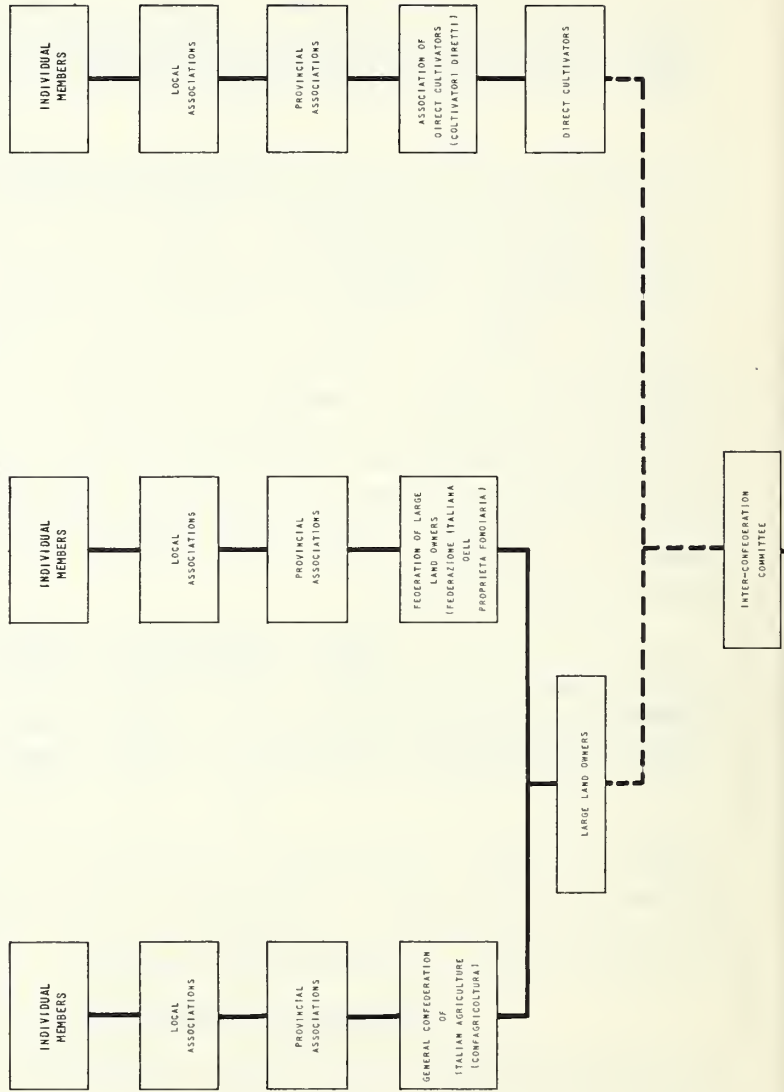 INDIVIDUAL
MEMBERS
LOCAL
ASSOCIATIONS
PROVINCIAL
ASSOCIATIONS
GENERAL CONFEDERATION
OF
ITALIAN AGRICULTURE
(CONFAGRICOLTURA)
INDIVIDUAL
MEMBERS
LOCAL
ASSOCIATIONS
PROVINCIAL
ASSOCIATIONS
FEDERATION OF LARGE
LAND OWNERS
(FEDERAZIONE ITALIANA
DELL
PROPRIETA FONDIARIA)
LARGE LAND OWNERS
INDIVIDUAL
MEMBERS
LOCAL
ASSOCIATIONS
PROVINCIAL
ASSOCIATIONS
ASSOCIATION OF
DIRECT CULTIVATORS
(COLTIVATORI DIRETTI)
DIRECT CULTIVATORS
INTER-CONFEDERATION
COMMITTEE